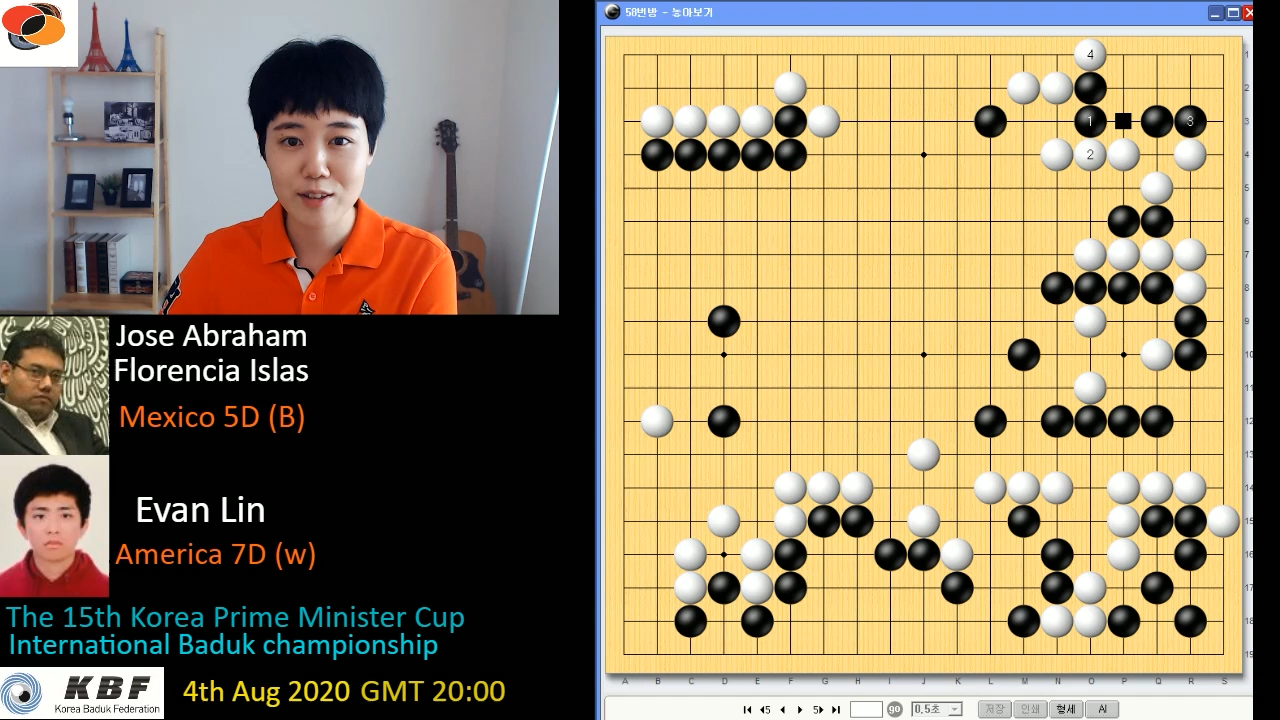 58번방 - 놓아보기
4
1
3
2
1
2
3
4
5
6
7
8
9
10
11
12
13
14
15
16
17
18
19
A B C D E F G H I J K L M N O P Q R S
Jose Abraham
Florencia Islas
Mexico 5D (B)
Evan Lin
America 7D (w)
The 15th Korea Prime Minister Cup
International Baduk championship
KBF
Korea Baduk Federation
4th Aug 2020 GMT 20:00
5 5 go 0,5초 저장 인쇄 형세 AI